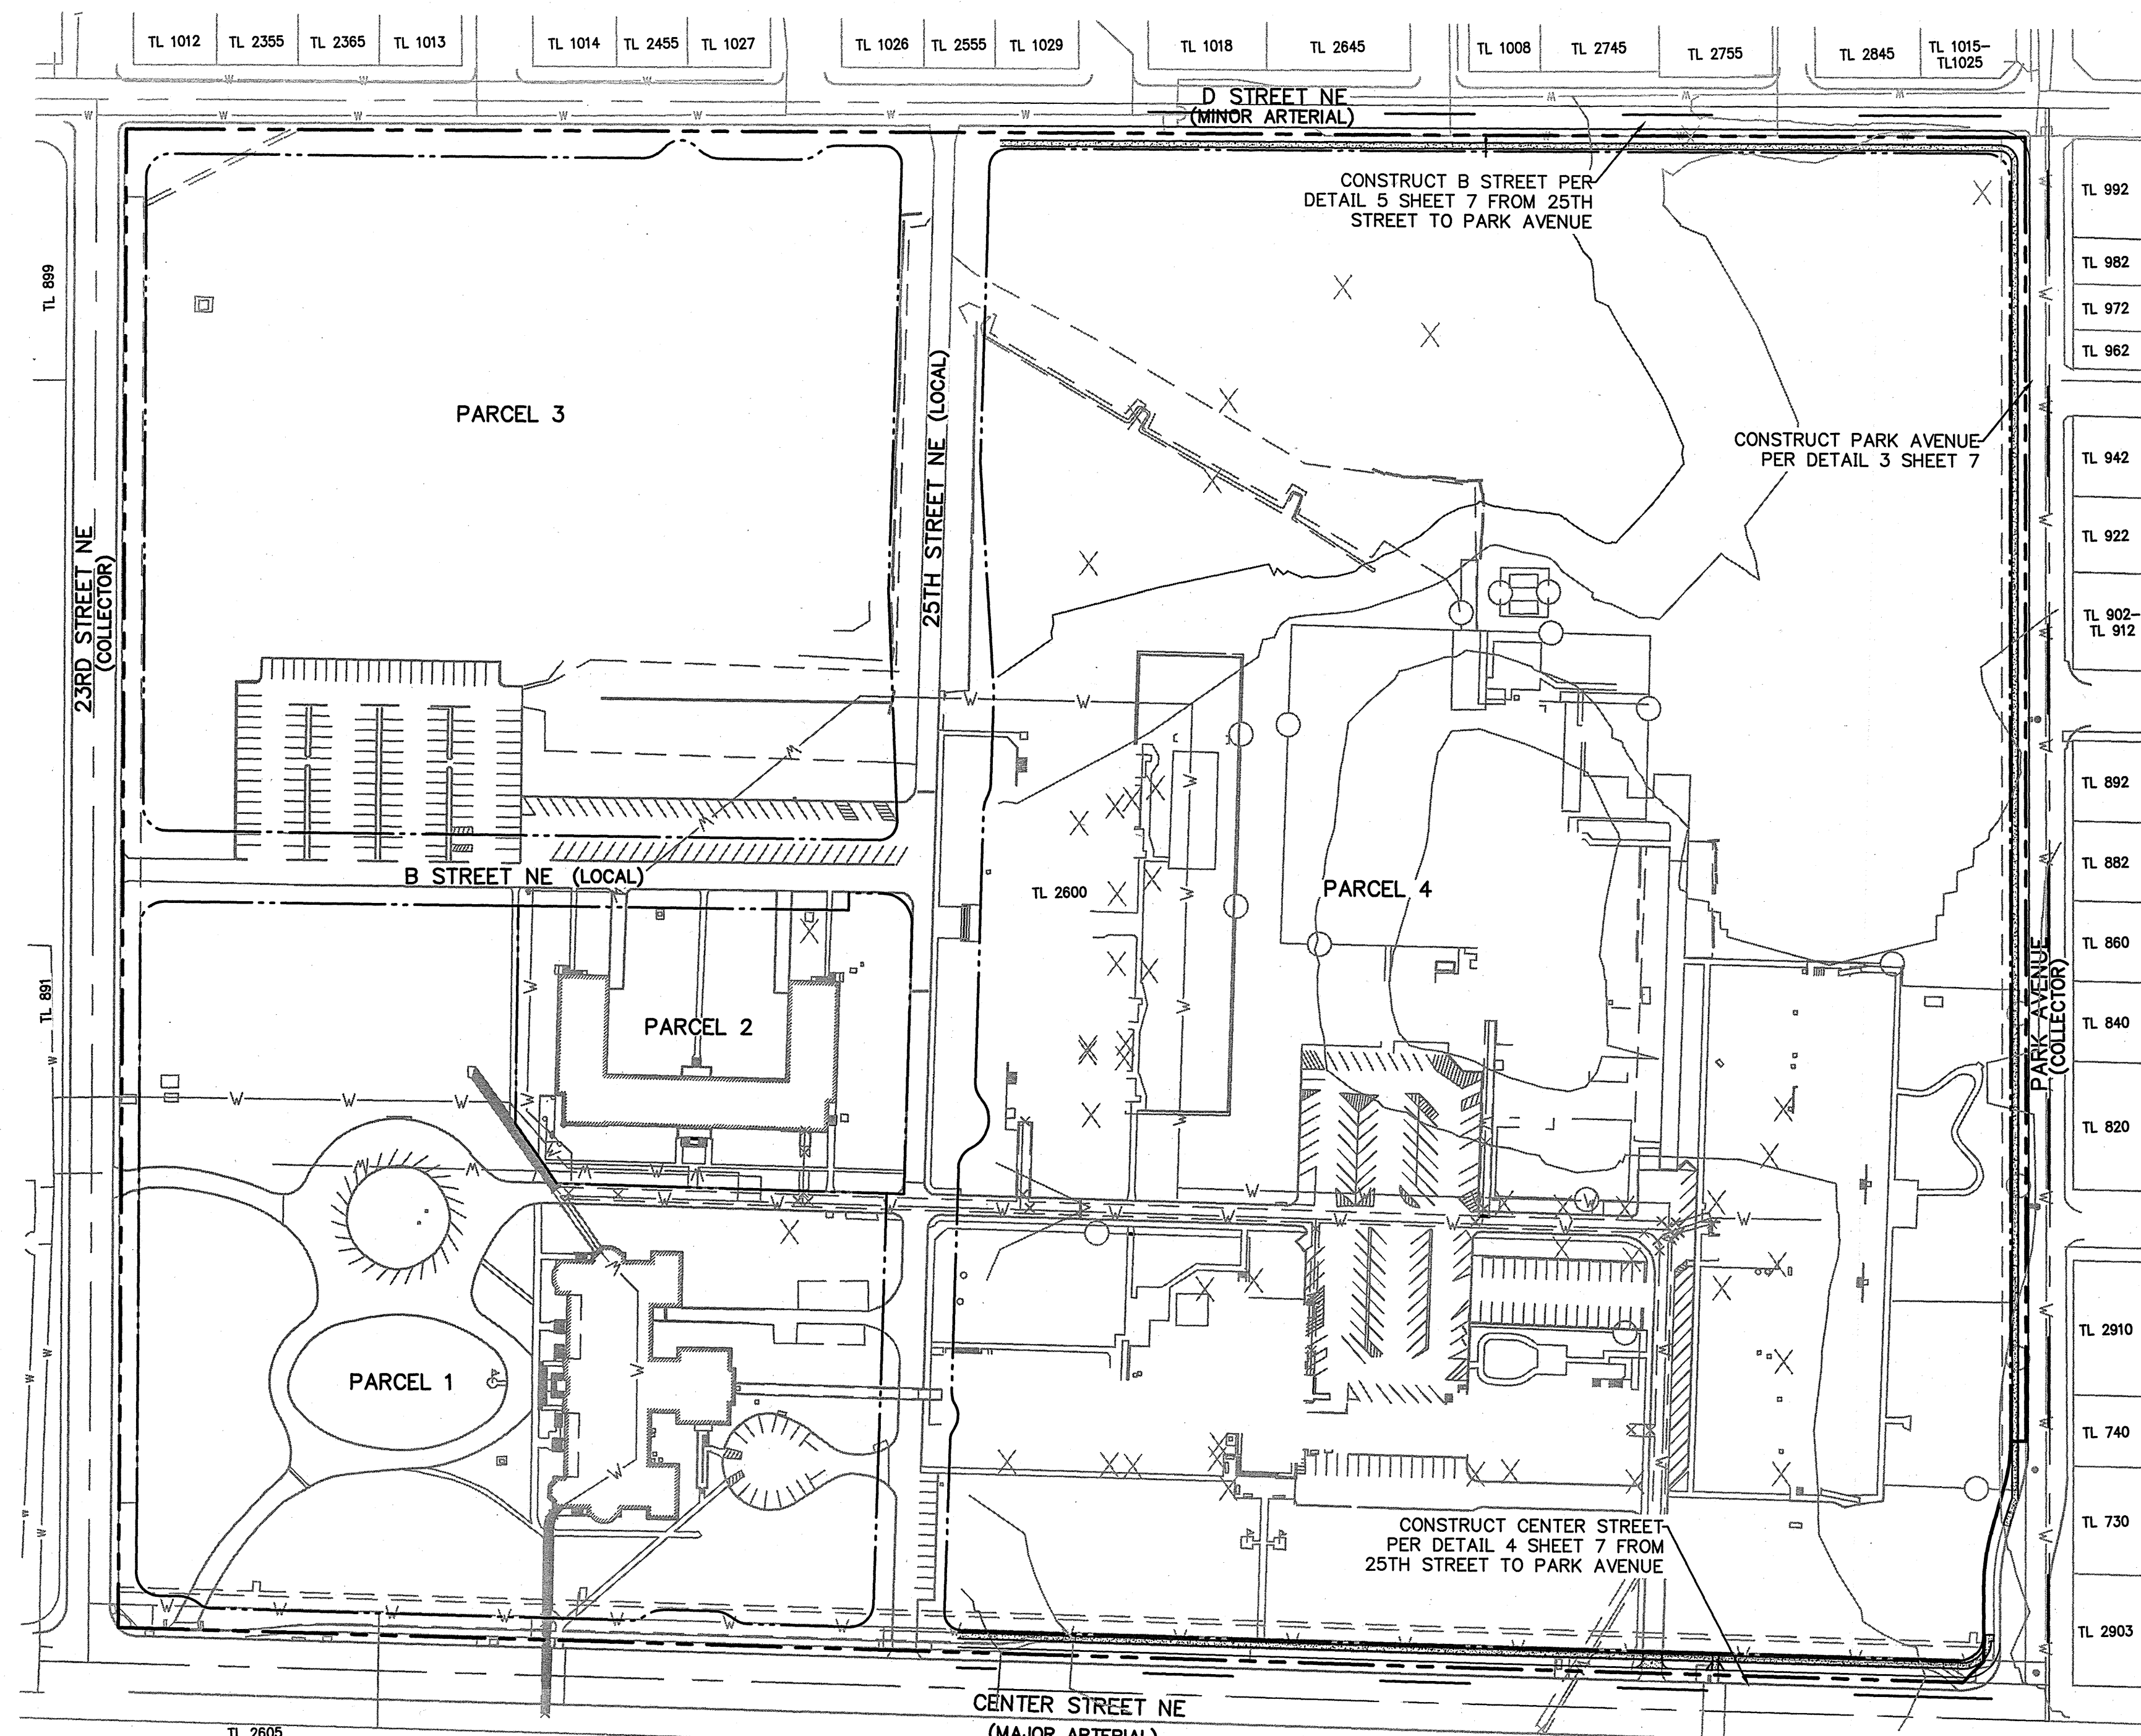 TL 1012
TL 2355
TL 2365
TL 1013
TL 1014
TL 2455
TL 1027
TL 1026
TL 2555
TL 1029
TL 1018
TL 2645
TL 1008
TL 2745
TL 2755
TL 2845
TL 1015-
TL1025
D STREET NE
(MINOR ARTERIAL)
CONSTRUCT B STREET PER
DETAIL 5 SHEET 7 FROM 25TH
STREET TO PARK AVENUE
TL 992
TL 982
TL 972
TL 962
TL 899
PARCEL 3
25TH STREET NE (LOCAL)
CONSTRUCT PARK AVENUE
PER DETAIL 3 SHEET 7
TL 942
TL 922
TL 902-
TL 912
23RD STREET NE
(COLLECTOR)
TL 892
TL 882
B STREET NE (LOCAL)
TL 2600
PARCEL 4
TL 860
PARK AVENUE
(COLLECTOR)
TL 891
PARCEL 2
TL 840
TL 820
TL 2910
PARCEL 1
TL 740
TL 730
CONSTRUCT CENTER STREET
PER DETAIL 4 SHEET 7 FROM
25TH STREET TO PARK AVENUE
TL 2903
CENTER STREET NE
(MAJOR ARTERIAL)
TL 2605